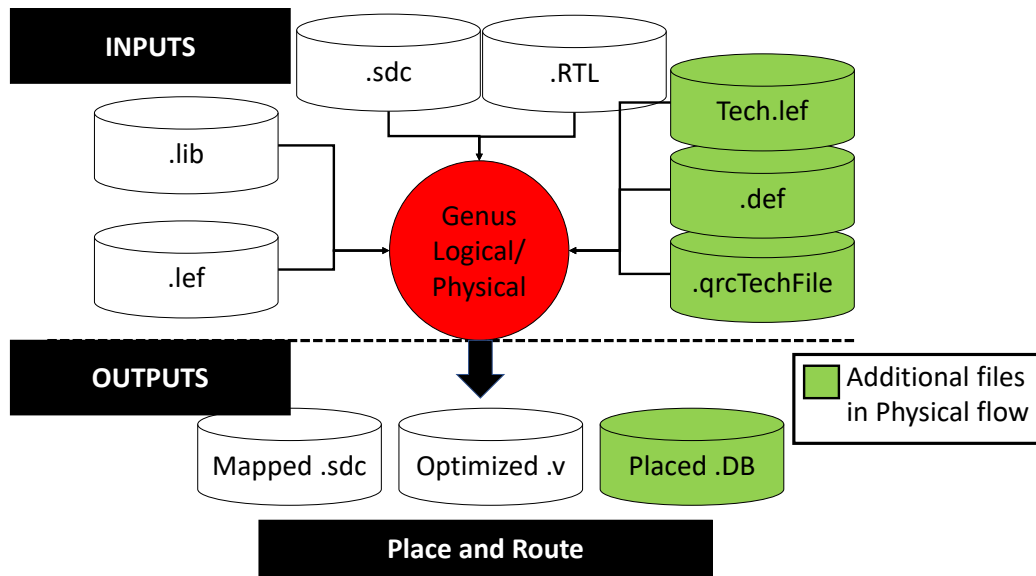 INPUTS
.sdc
.RTL
Tech.lef
.lib
.def
Genus
Logical/
Physical
.lef
.qrcTechFile
OUTPUTS
Additional files
in Physical flow
Mapped .sdc
Optimized .v
Placed .DB
Place and Route